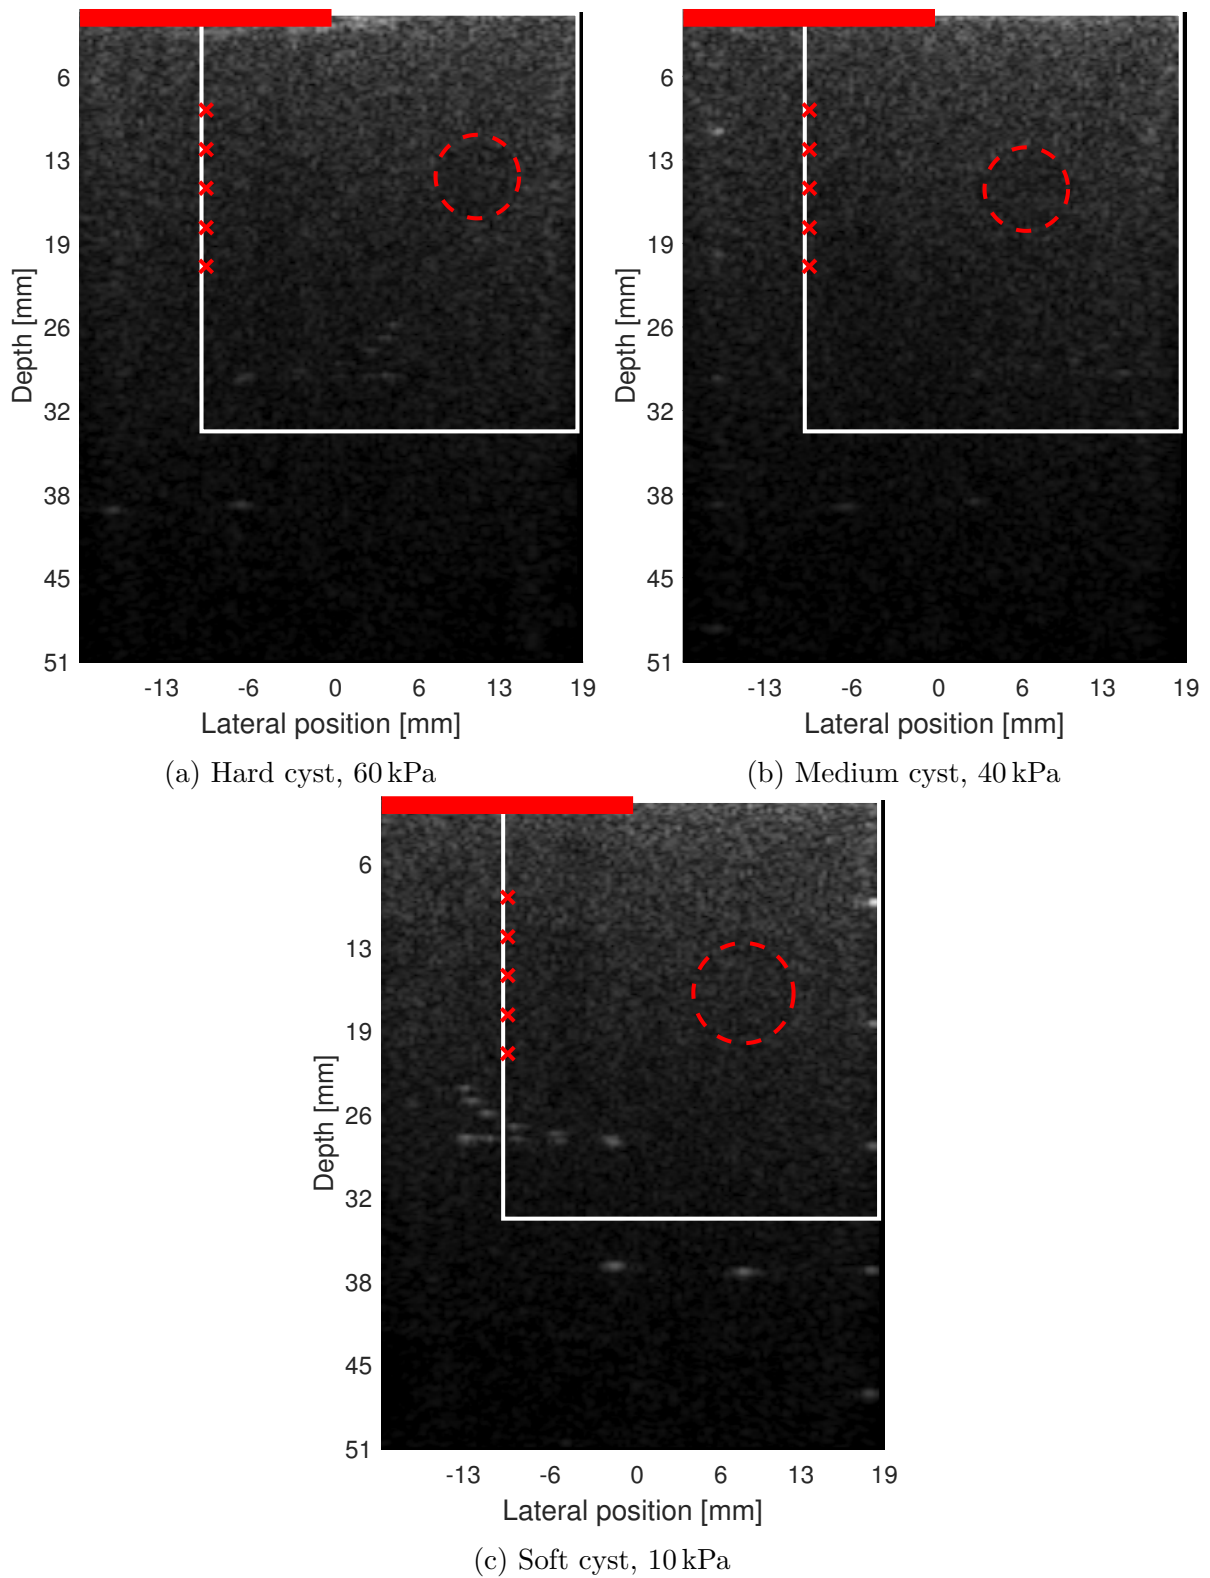 6
13
19
26
32
38
45
51
Depth [mm]
-13 -6 0 6 13 19
Lateral position [mm]
(a) Hard cyst, 60 kPa
6
13
19
26
32
38
45
51
Depth [mm]
-13 -6 0 6 13 19
Lateral position [mm]
(b) Medium cyst, 40 kPa
6
13
19
26
32
38
45
51
Depth [mm]
-13 -6 0 6 13 19
Lateral position [mm]
(c) Soft cyst, 10 kPa